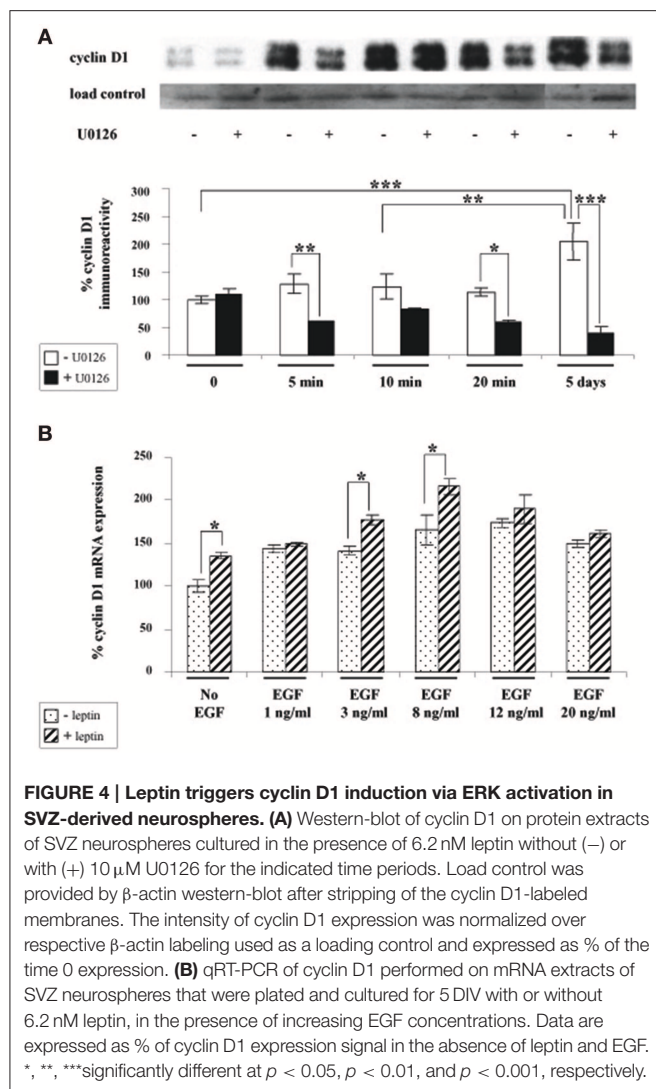 A
cyclin D1
load control
U0126 - + - + - + - + - +
% cyclin D1
immunoreactivity
300
250
200
150
100
50
0
***
**
***
**
*
- U0126
+ U0126
0 5 min 10 min 20 min 5 days
B
% cyclin D1 mRNA expression
250
200
150
100
50
0
*
*
*
No EGF EGF EGF EGF EGF EGF
1 ng/ml 3 ng/ml 8 ng/ml 12 ng/ml 20 ng/ml
- leptin
+ leptin
FIGURE 4 | Leptin triggers cyclin D1 induction via ERK activation in
SVZ-derived neurospheres. (A) Western-blot of cyclin D1 on protein extracts
of SVZ neurospheres cultured in the presence of 6.2 nM leptin without (−) or
with (+) 10 μM U0126 for the indicated time periods. Load control was
provided by β-actin western-blot after stripping of the cyclin D1-labeled
membranes. The intensity of cyclin D1 expression was normalized over
respective β-actin labeling used as a loading control and expressed as % of the
time 0 expression. (B) qRT-PCR of cyclin D1 performed on mRNA extracts of
SVZ neurospheres that were plated and cultured for 5 DIV with or without
6.2 nM leptin, in the presence of increasing EGF concentrations. Data are
expressed as % of cyclin D1 expression signal in the absence of leptin and EGF.
*, **, ***significantly different at p < 0.05, p < 0.01, and p < 0.001, respectively.